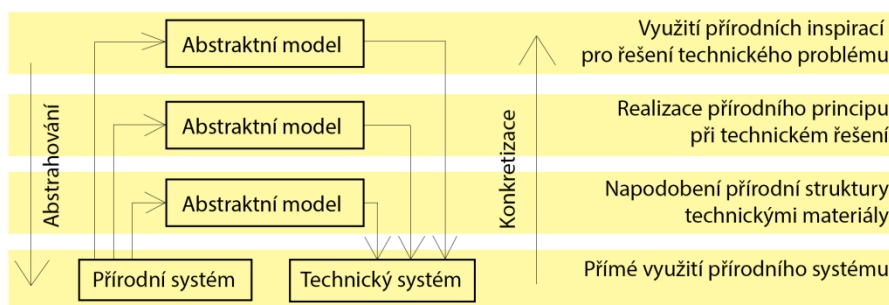 Abstraktní model
Využití přírodních inspirací
pro řešení technického problému
Abstrahování
Konkretizace
Abstraktní model
Realizace přírodního principu
při technickém řešení
Abstraktní model
Napodobení přírodní struktury
technickými materiály
Přírodní systém
Technický systém
Přímé využití přírodního systému